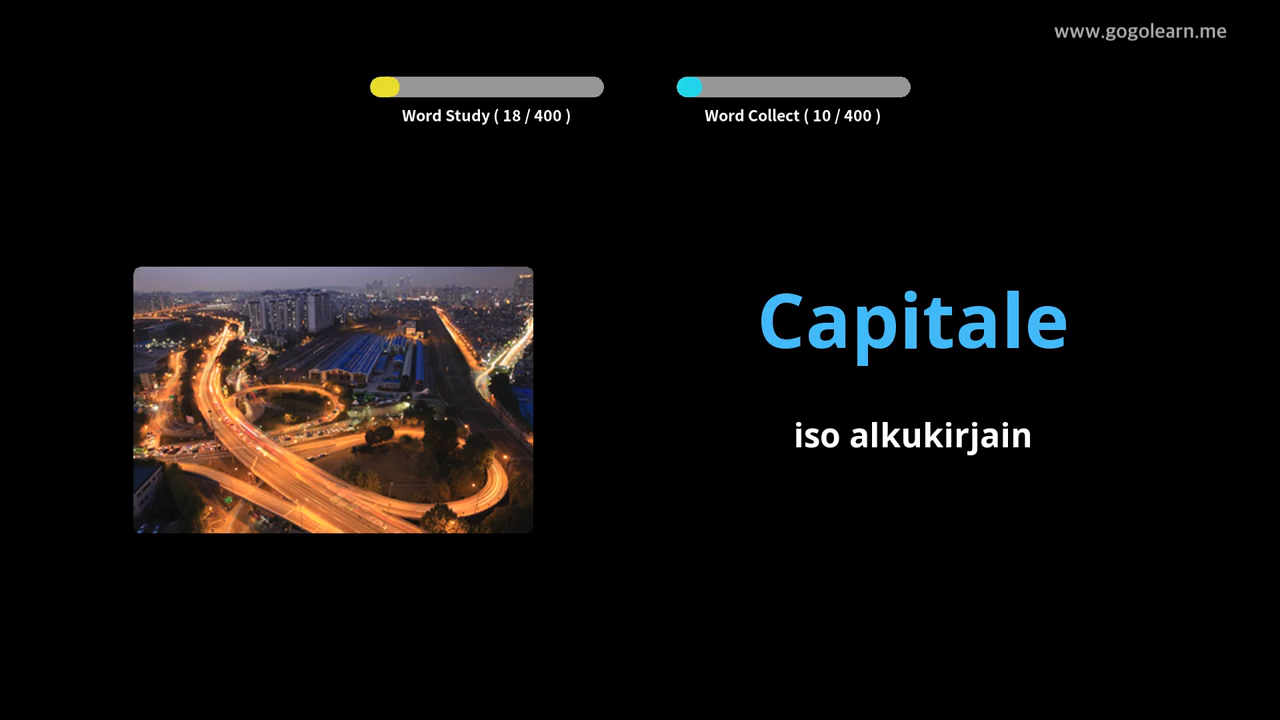 www.gogolearn.me
Word Study ( 18 / 400 )
Word Collect ( 10 / 400 )
Capitale
iso alkukirjain